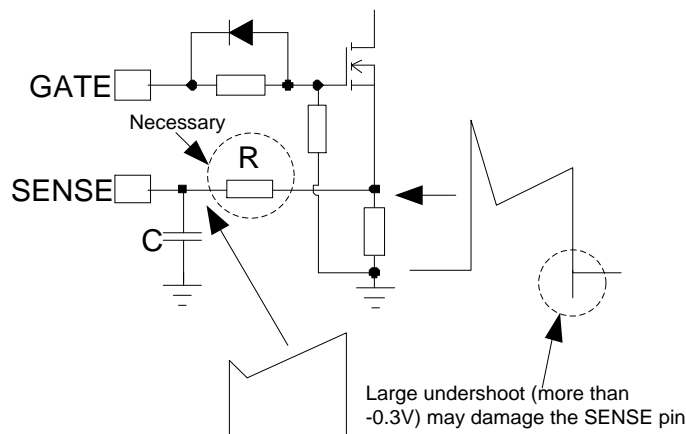 GATE
Necessary
R
SENSE
C
Large undershoot (more than
-0.3V) may damage the SENSE pin